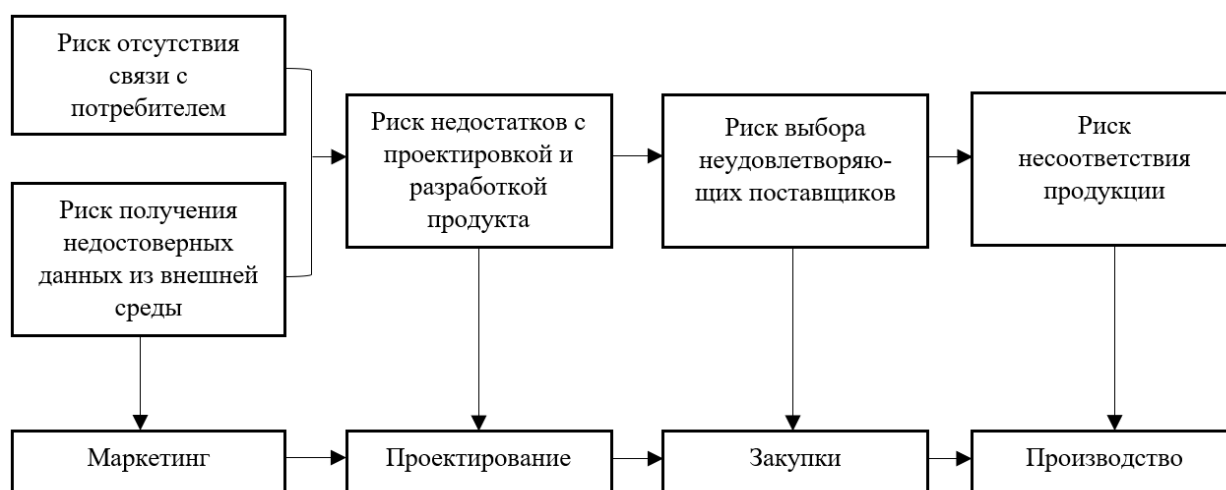 Риск отсутствия
связи с
потребителем
Риск получения
недостоверных
данных из внешней
среды
Риск недостатков с
проектировкой и
разработкой
продукта
Риск выбора
неудовлетворяю-
щих поставщиков
Риск
несоответствия
продукции
Маркетинг
Проектирование
Закупки
Производство